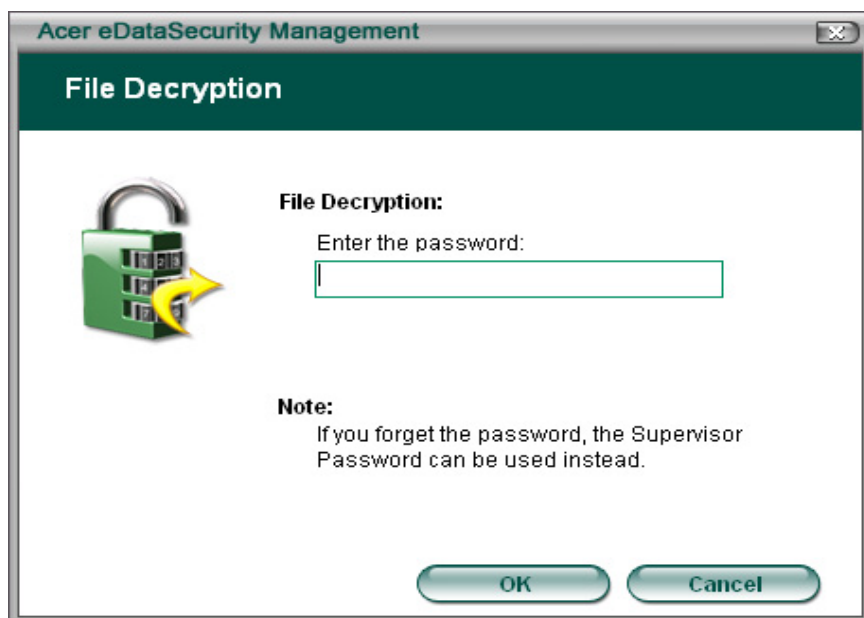 Acer eDataSecurity Management
File Decryption
File Decryption:
Enter the password:
Note:
If you forget the password, the Supervisor
Password can be used instead.
OK
Cancel